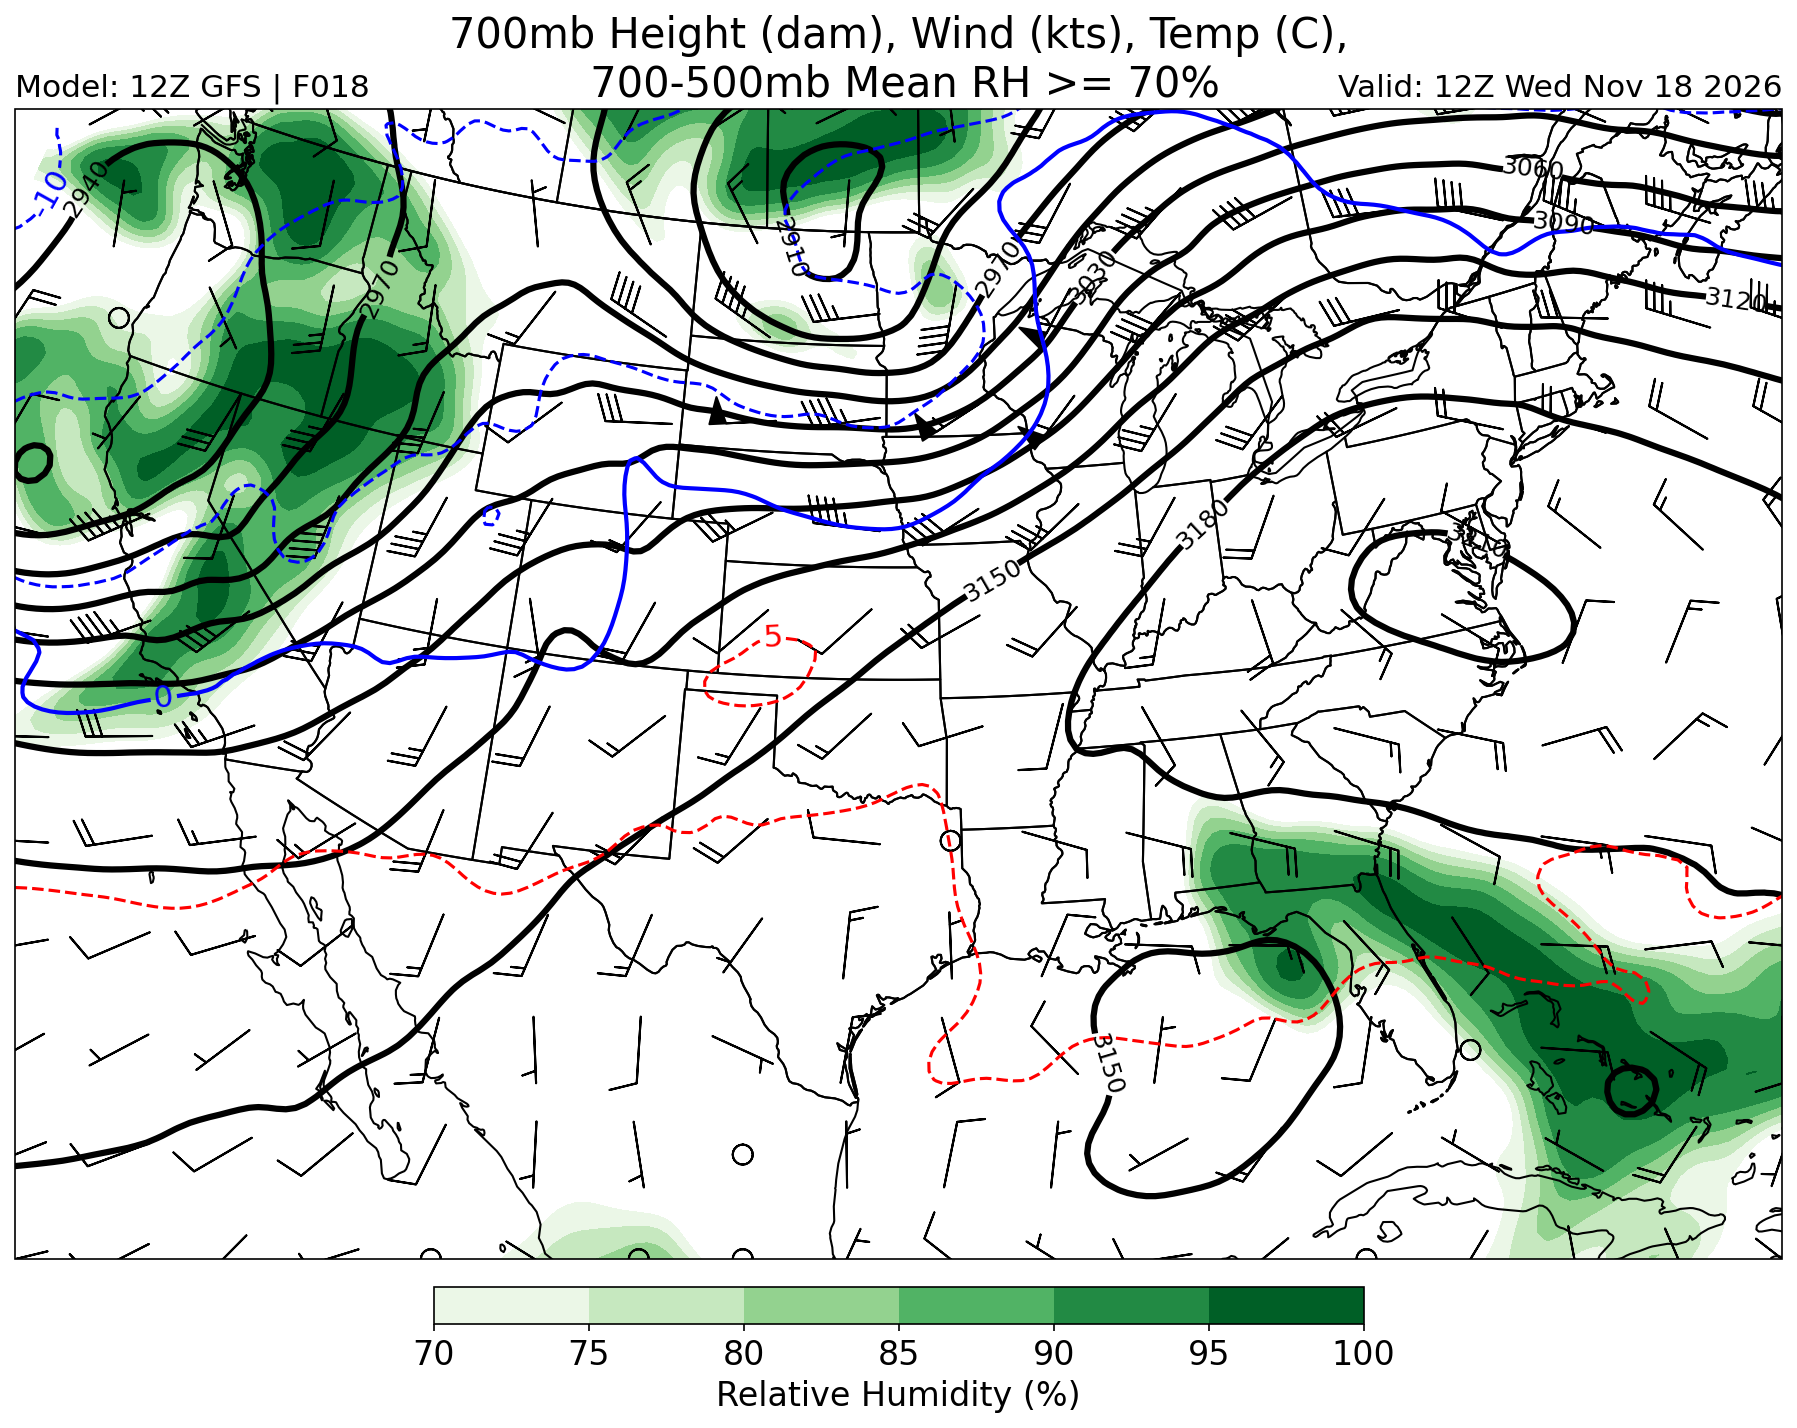 700mb Height (dam), Wind (kts), Temp (C),
700-500mb Mean RH >= 70%
Model: 12Z GFS | F018
Valid: 12Z Wed Nov 18 2026
-10
2940
2970
2910
2970
3030
3060
3090
3120
3180
3210
3150
5
0
3150
70 75 80 85 90 95 100
Relative Humidity (%)